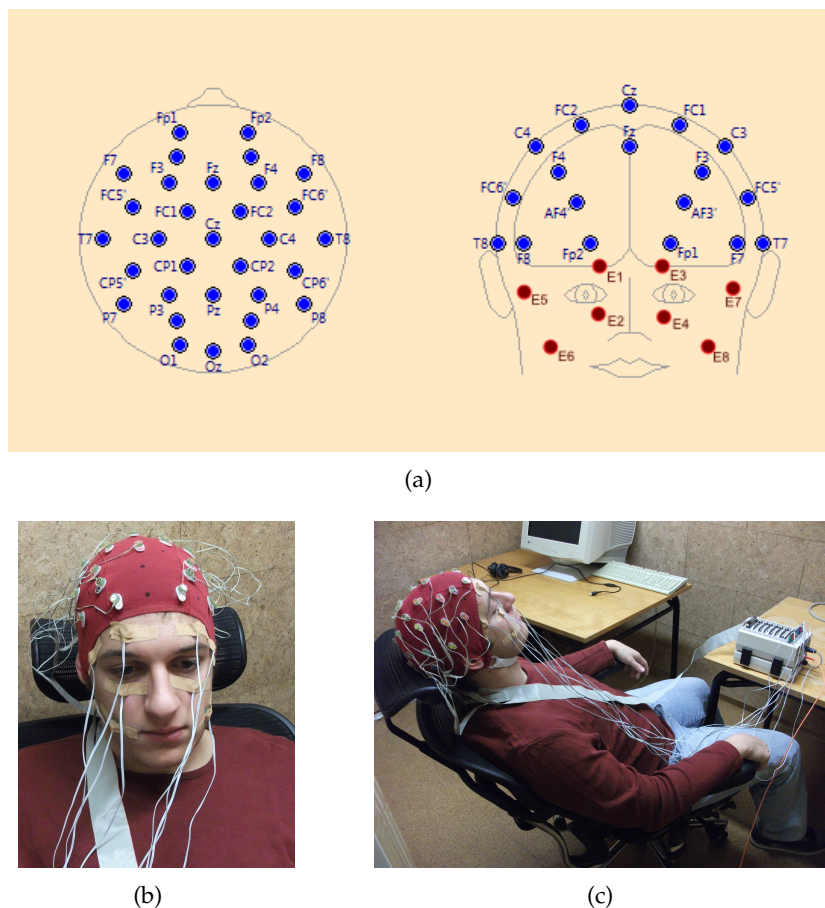 Fp1 Fp2
F7 F3 Fz F4 F8
FC5' FC1 FC2 FC6'
T7 C3 Cz C4 T8
CP5' CP1 CP2 CP6'
P7 P3 Pz P4 P8
O1 Oz O2
Cz
FC2 FC1
C4 Fz C3
F4 F3
FC6' AF4' AF3' FC5'
T8 F8 Fp2 Fp1 F7 T7
E1 E3
E5 E7
E2 E4
E6 E8
(a)
(b)
(c)